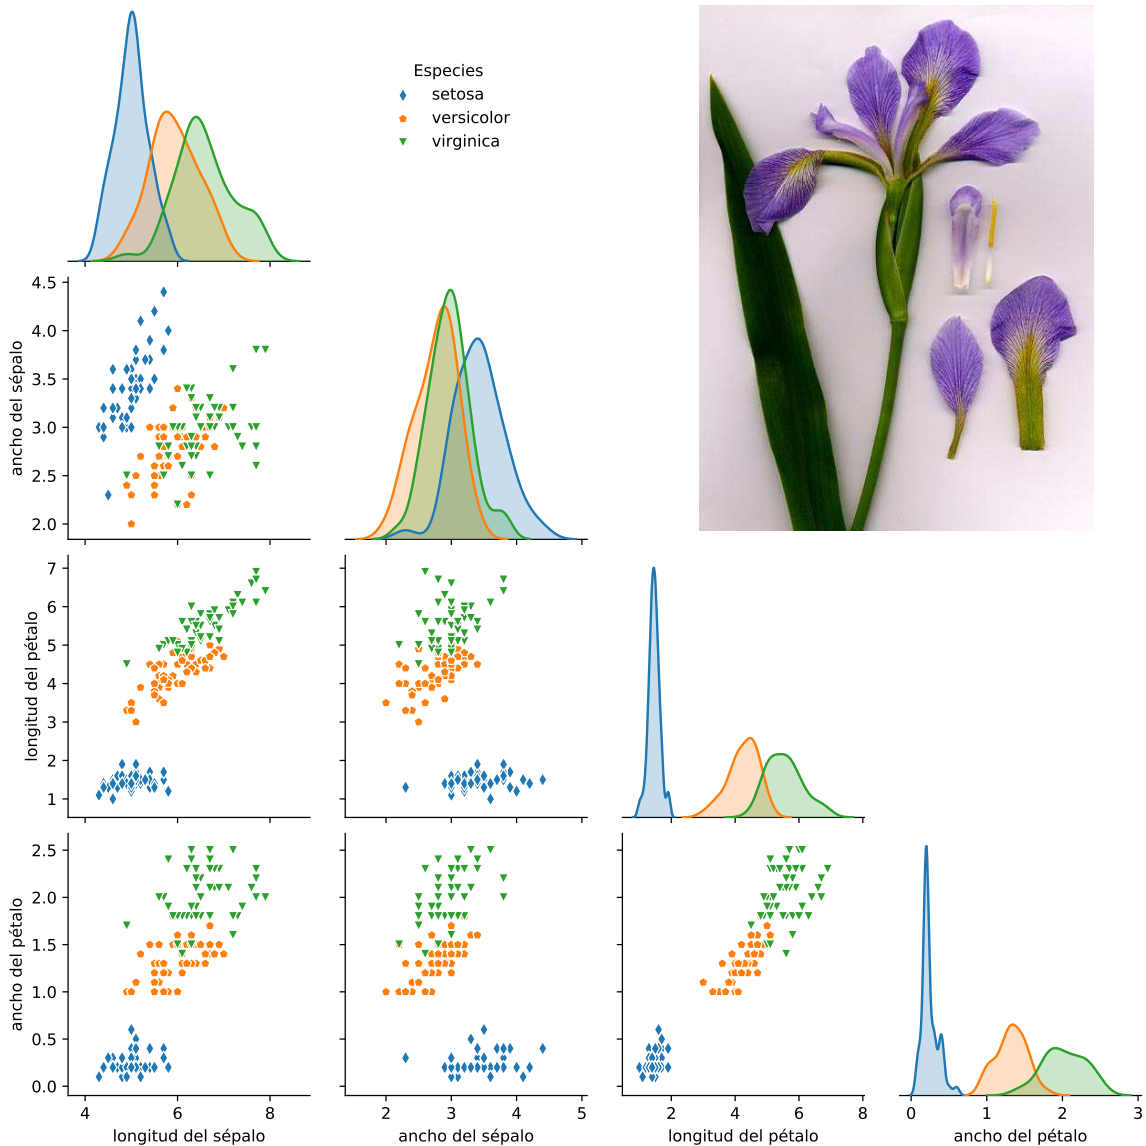 Especies
setosa
versicolor
virginica
4.5
4.0
3.5
3.0
2.5
2.0
ancho del sépalo
7
6
5
4
3
2
1
longitud del pétalo
2.5
2.0
1.5
1.0
0.5
0.0
ancho del pétalo
4 6 8
longitud del sépalo
2 3 4 5
ancho del sépalo
2 4 6 8
longitud del pétalo
0 1 2 3
ancho del pétalo